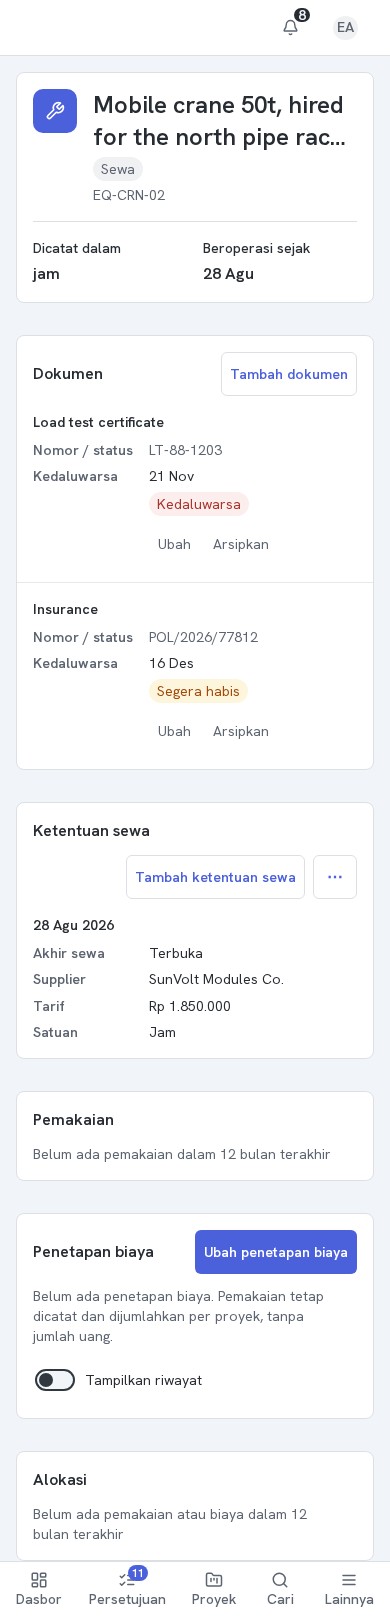 8
EA
Mobile crane 50t, hired
for the north pipe rac...
Sewa
EQ-CRN-02
Dicatat dalam
jam
Beroperasi sejak
28 Agu
Dokumen
Tambah dokumen
Load test certificate
Nomor / status LT-88-1203
Kedaluwarsa 21 Nov
Kedaluwarsa
Ubah Arsipkan
Insurance
Nomor / status POL/2026/77812
Kedaluwarsa 16 Des
Segera habis
Ubah Arsipkan
Ketentuan sewa
Tambah ketentuan sewa
28 Agu 2026
Akhir sewa Terbuka
Supplier SunVolt Modules Co.
Tarif Rp 1.850.000
Satuan Jam
Pemakaian
Belum ada pemakaian dalam 12 bulan terakhir
Penetapan biaya
Ubah penetapan biaya
Belum ada penetapan biaya. Pemakaian tetap
dicatat dan dijumlahkan per proyek, tanpa
jumlah uang.
Tampilkan riwayat
Alokasi
Belum ada pemakaian atau biaya dalam 12
bulan terakhir
11
Dasbor Persetujuan Proyek Cari Lainnya